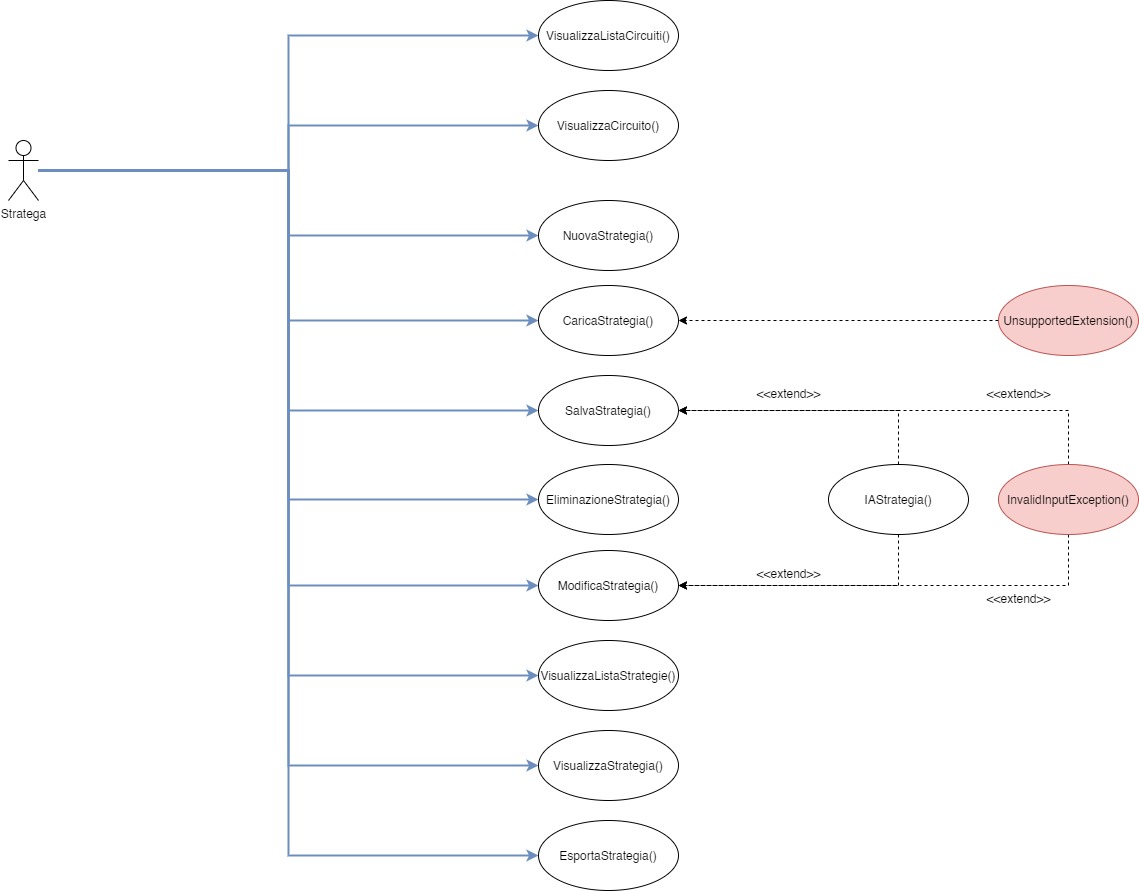 VisualizzaListaCircuiti()
VisualizzaCircuito()
Stratega
NuovaStrategia()
CaricaStrategia()
UnsupportedExtension()
<<extend>>
<<extend>>
SalvaStrategia()
EliminazioneStrategia()
IAStrategia()
InvalidInputException()
<<extend>>
ModificaStrategia()
<<extend>>
VisualizzaListaStrategie()
VisualizzaStrategia()
EsportaStrategia()